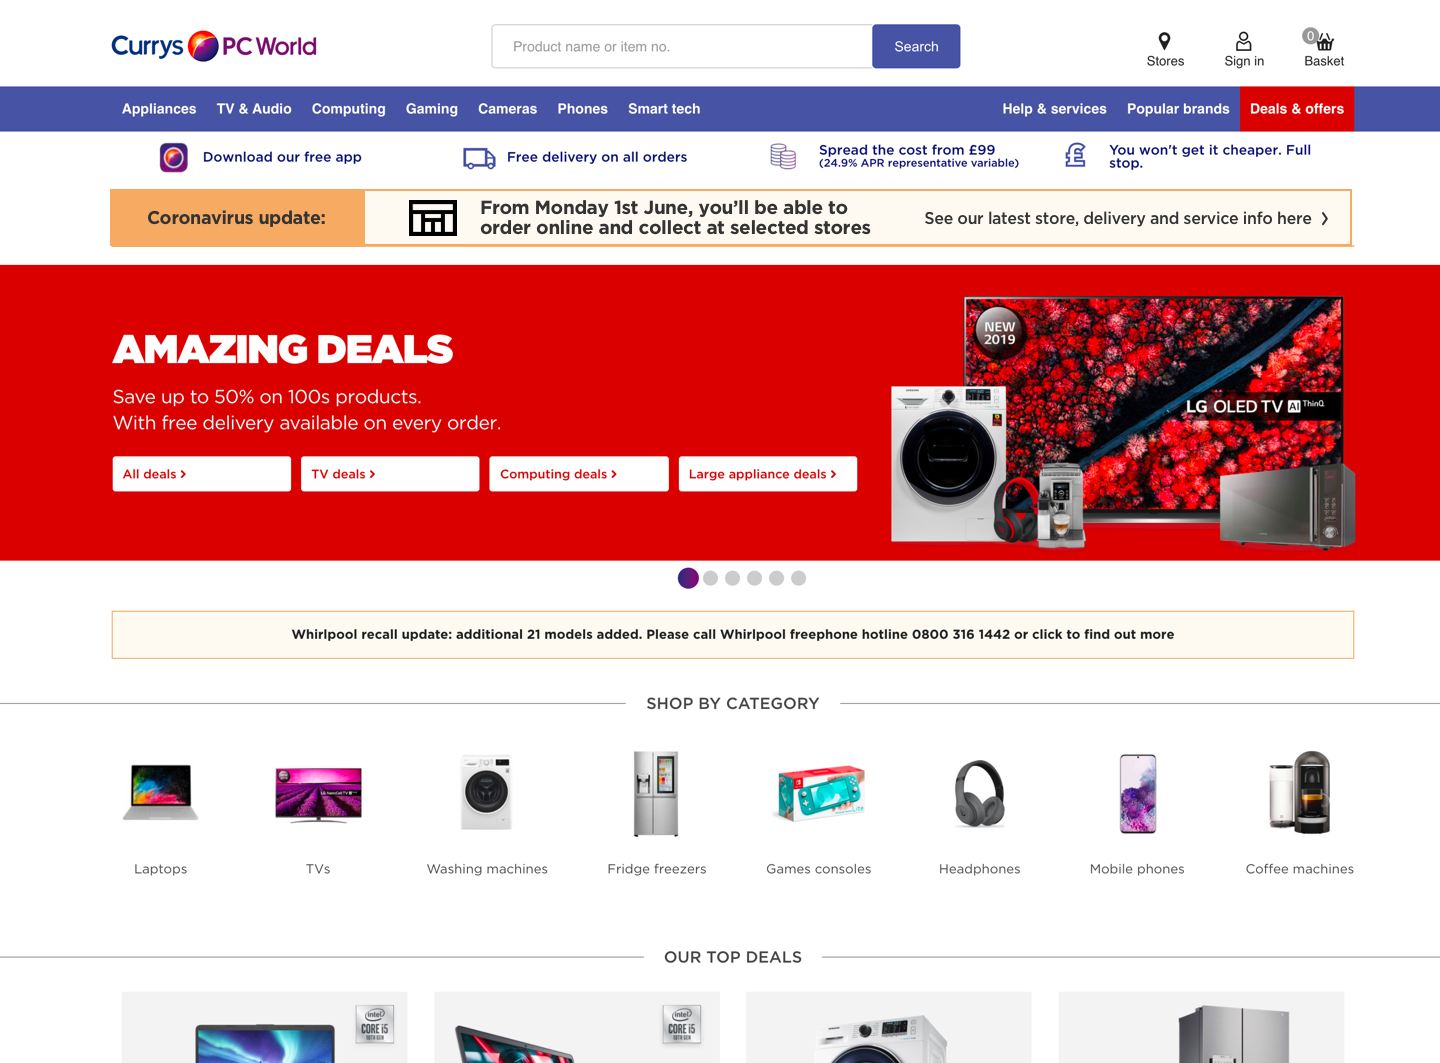 Currys PC World
Product name or item no.
Search
Stores
Sign in
0
Basket
Appliances
TV & Audio
Computing
Gaming
Cameras
Phones
Smart tech
Help & services
Popular brands
Deals & offers
Download our free app
Free delivery on all orders
Spread the cost from £99
(24.9% APR representative variable)
You won't get it cheaper. Full
stop.
Coronavirus update:
From Monday 1st June, you’ll be able to
order online and collect at selected stores
See our latest store, delivery and service info here
AMAZING DEALS
Save up to 50% on 100s products.
With free delivery available on every order.
All deals
TV deals
Computing deals
Large appliance deals
NEW
2019
LG OLED TV AI ThinQ
SAMSUNG
Whirlpool recall update: additional 21 models added. Please call Whirlpool freephone hotline 0800 316 1442 or click to find out more
SHOP BY CATEGORY
Laptops
TVs
Washing machines
Fridge freezers
Games consoles
Headphones
Mobile phones
Coffee machines
OUR TOP DEALS
intel
CORE i5
10TH GEN
intel
CORE i5
10TH GEN